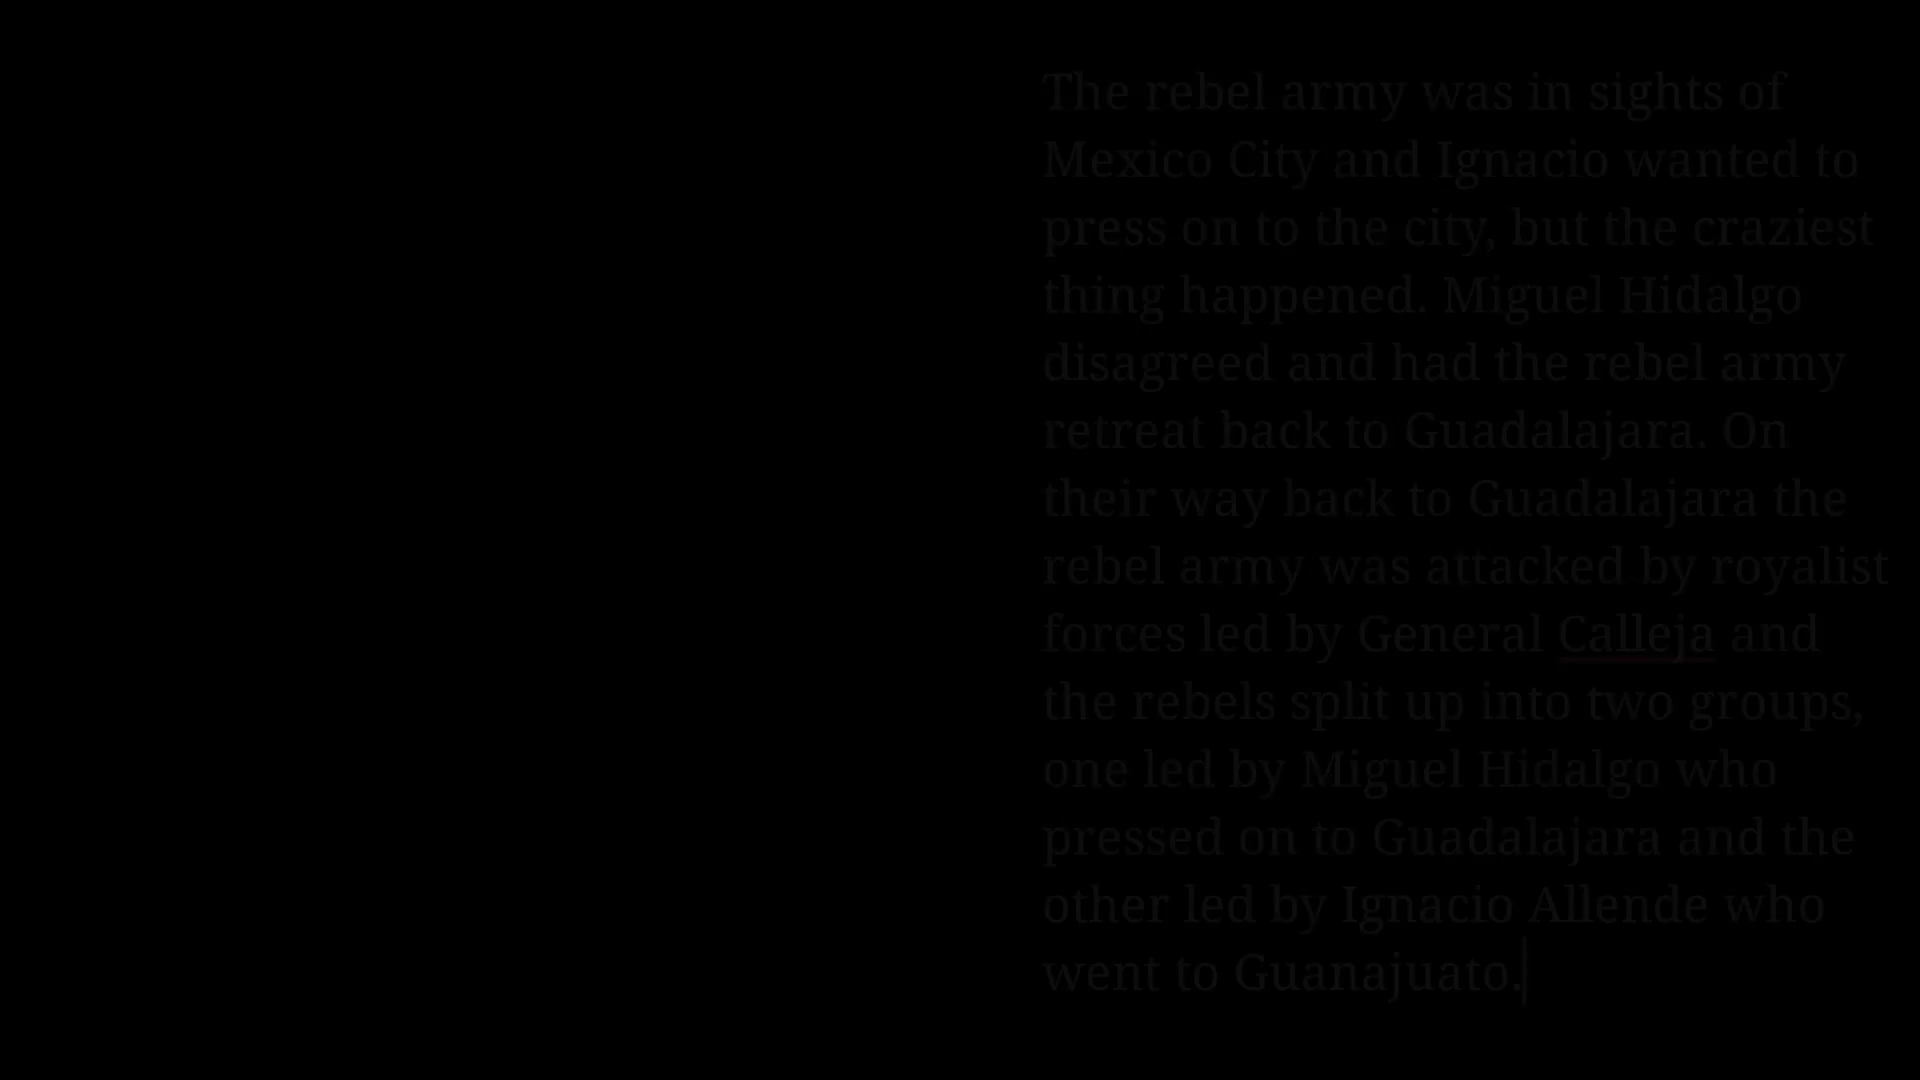 The rebel army was in sights of
Mexico City and Ignacio wanted to
press on to the city, but the craziest
thing happened. Miguel Hidalgo
disagreed and had the rebel army
retreat back to Guadalajara. On
their way back to Guadalajara the
rebel army was attacked by royalist
forces led by General Calleja and
the rebels split up into two groups,
one led by Miguel Hidalgo who
pressed on to Guadalajara and the
other led by Ignacio Allende who
went to Guanajuato.